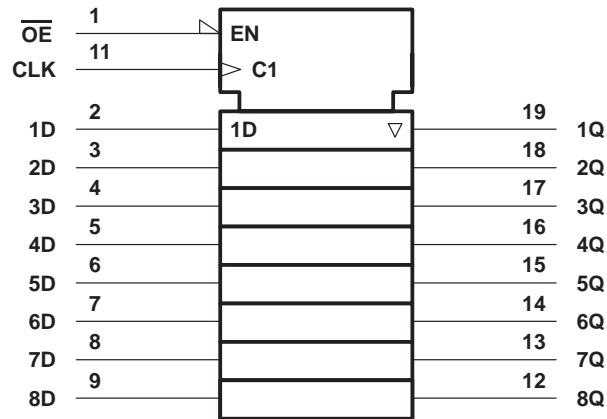 OE 1 EN
CLK 11 C1
1D 2 1D ▽ 19 1Q
2D 3 18 2Q
3D 4 17 3Q
4D 5 16 4Q
5D 6 15 5Q
6D 7 14 6Q
7D 8 13 7Q
8D 9 12 8Q